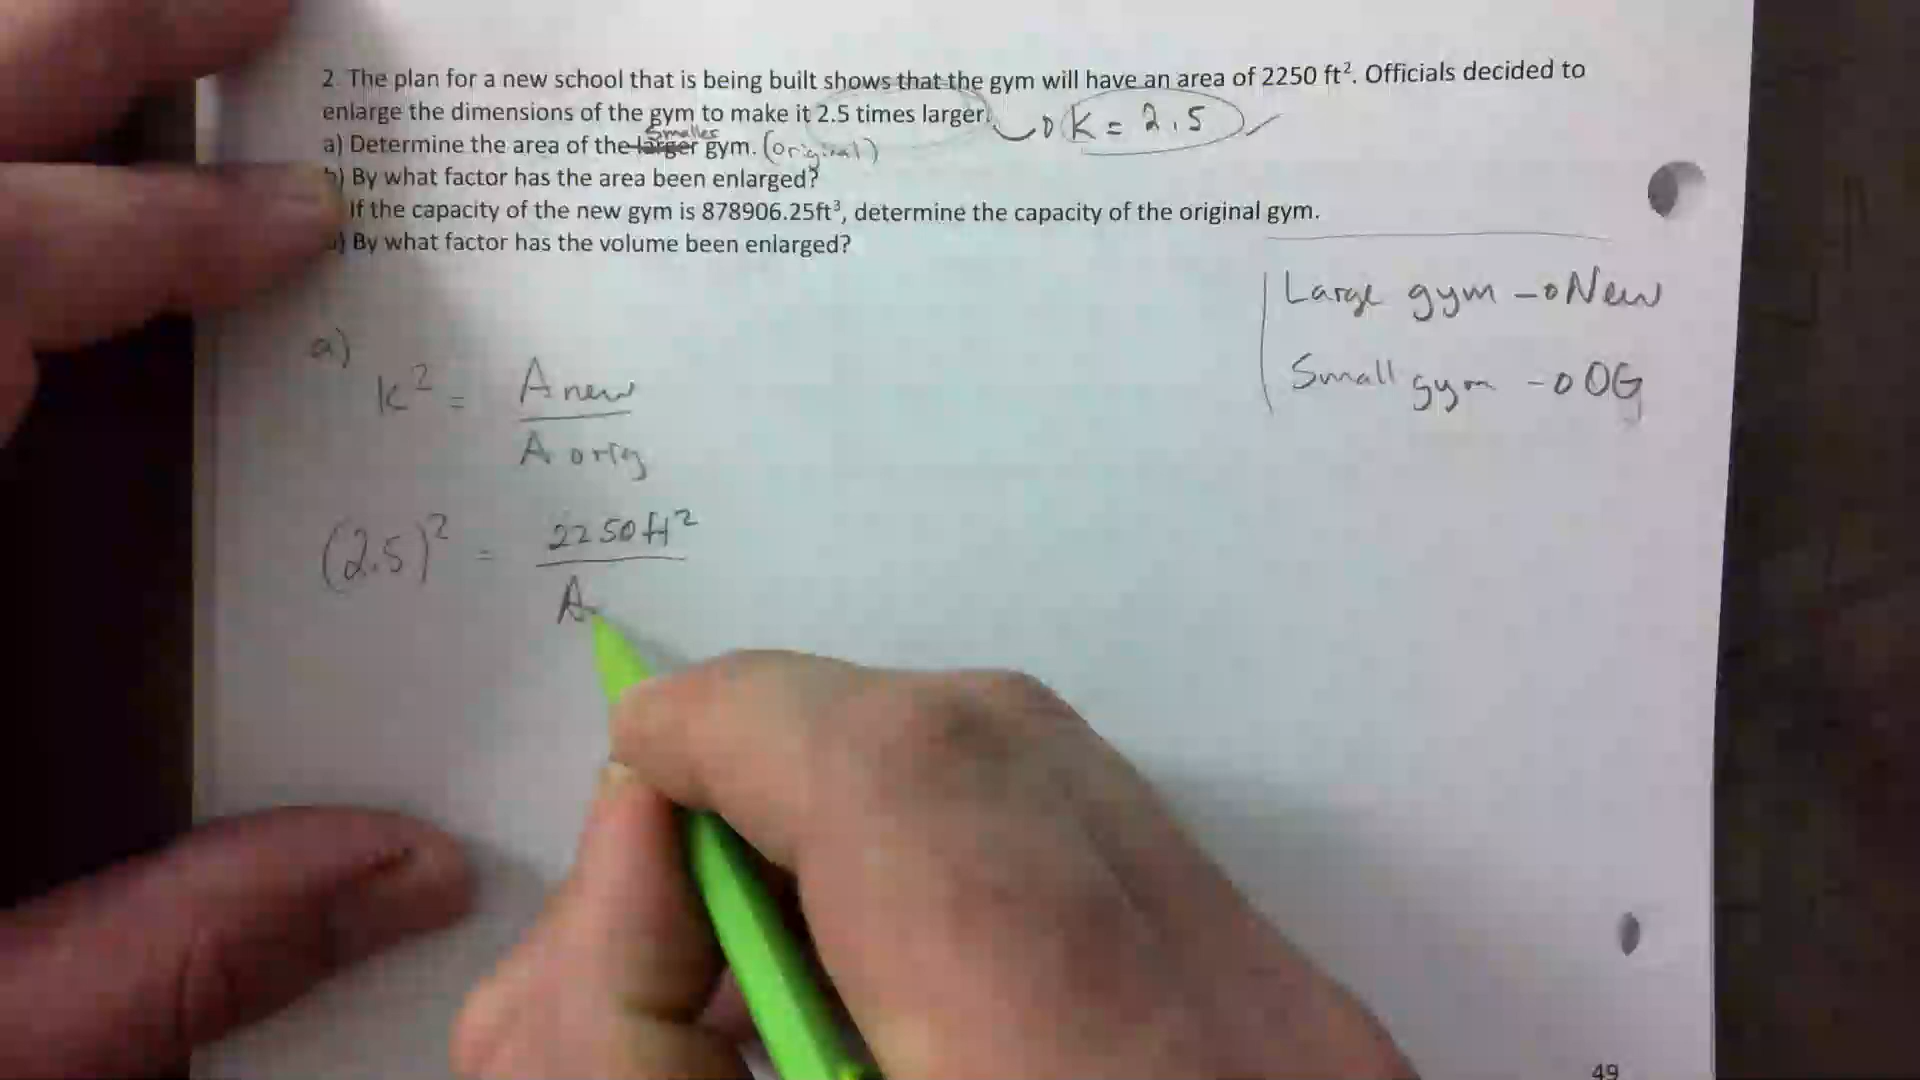 2. The plan for a new school that is being built shows that the gym will have an area of 2250 ft². Officials decided to
enlarge the dimensions of the gym to make it 2.5 times larger. → K = 2.5 ✓
smaller
a) Determine the area of the larger gym. (original)
b) By what factor has the area been enlarged?
If the capacity of the new gym is 878906.25ft³, determine the capacity of the original gym.
) By what factor has the volume been enlarged?
Large gym → New
Small gym → OG
a)
k² = A new
A orig
(2.5)² = 2250 ft²
A
49